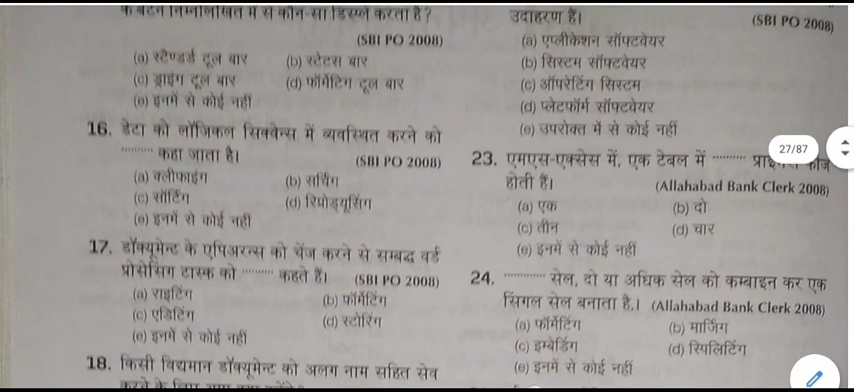 के बटन निम्नलिखित में से कौन-सा डिस्प्ले करता है?
(SBI PO 2008)
(a) स्टैण्डर्ड टूल बार (b) स्टेटस बार
(c) ड्राइंग टूल बार (d) फॉर्मेटिंग टूल बार
(e) इनमें से कोई नहीं
16. डेटा को लॉजिकल सिक्वेन्स में व्यवस्थित करने को
......... कहा जाता है। (SBI PO 2008)
(a) क्लीफाइंग (b) सर्चिंग
(c) सॉर्टिंग (d) रिप्रोड्यूसिंग
(e) इनमें से कोई नहीं
17. डॉक्यूमेन्ट के एपिअरन्स को चेंज करने से सम्बद्ध वर्ड
प्रोसेसिंग टास्क को ......... कहते हैं। (SBI PO 2008)
(a) राइटिंग (b) फॉर्मेटिंग
(c) एडिटिंग (d) स्टोरिंग
(e) इनमें से कोई नहीं
18. किसी विद्यमान डॉक्यूमेन्ट को अलग नाम सहित सेव
करने के लिए आप क्या करेंगे?
उदाहरण हैं।
(SBI PO 2008)
(a) एप्लीकेशन सॉफ्टवेयर
(b) सिस्टम सॉफ्टवेयर
(c) ऑपरेटिंग सिस्टम
(d) प्लेटफॉर्म सॉफ्टवेयर
(e) उपरोक्त में से कोई नहीं
27/87
23. एमएस-एक्सेस में, एक टेबल में ......... कीज
होती हैं। (Allahabad Bank Clerk 2008)
(a) एक (b) दो
(c) तीन (d) चार
(e) इनमें से कोई नहीं
24. ............ सेल, दो या अधिक सेल को कम्बाइन कर एक
सिंगल सेल बनाता है,। (Allahabad Bank Clerk 2008)
(a) फॉर्मेटिंग (b) मार्जिंग
(c) इम्बेडिंग (d) स्पिलिटिंग
(e) इनमें से कोई नहीं